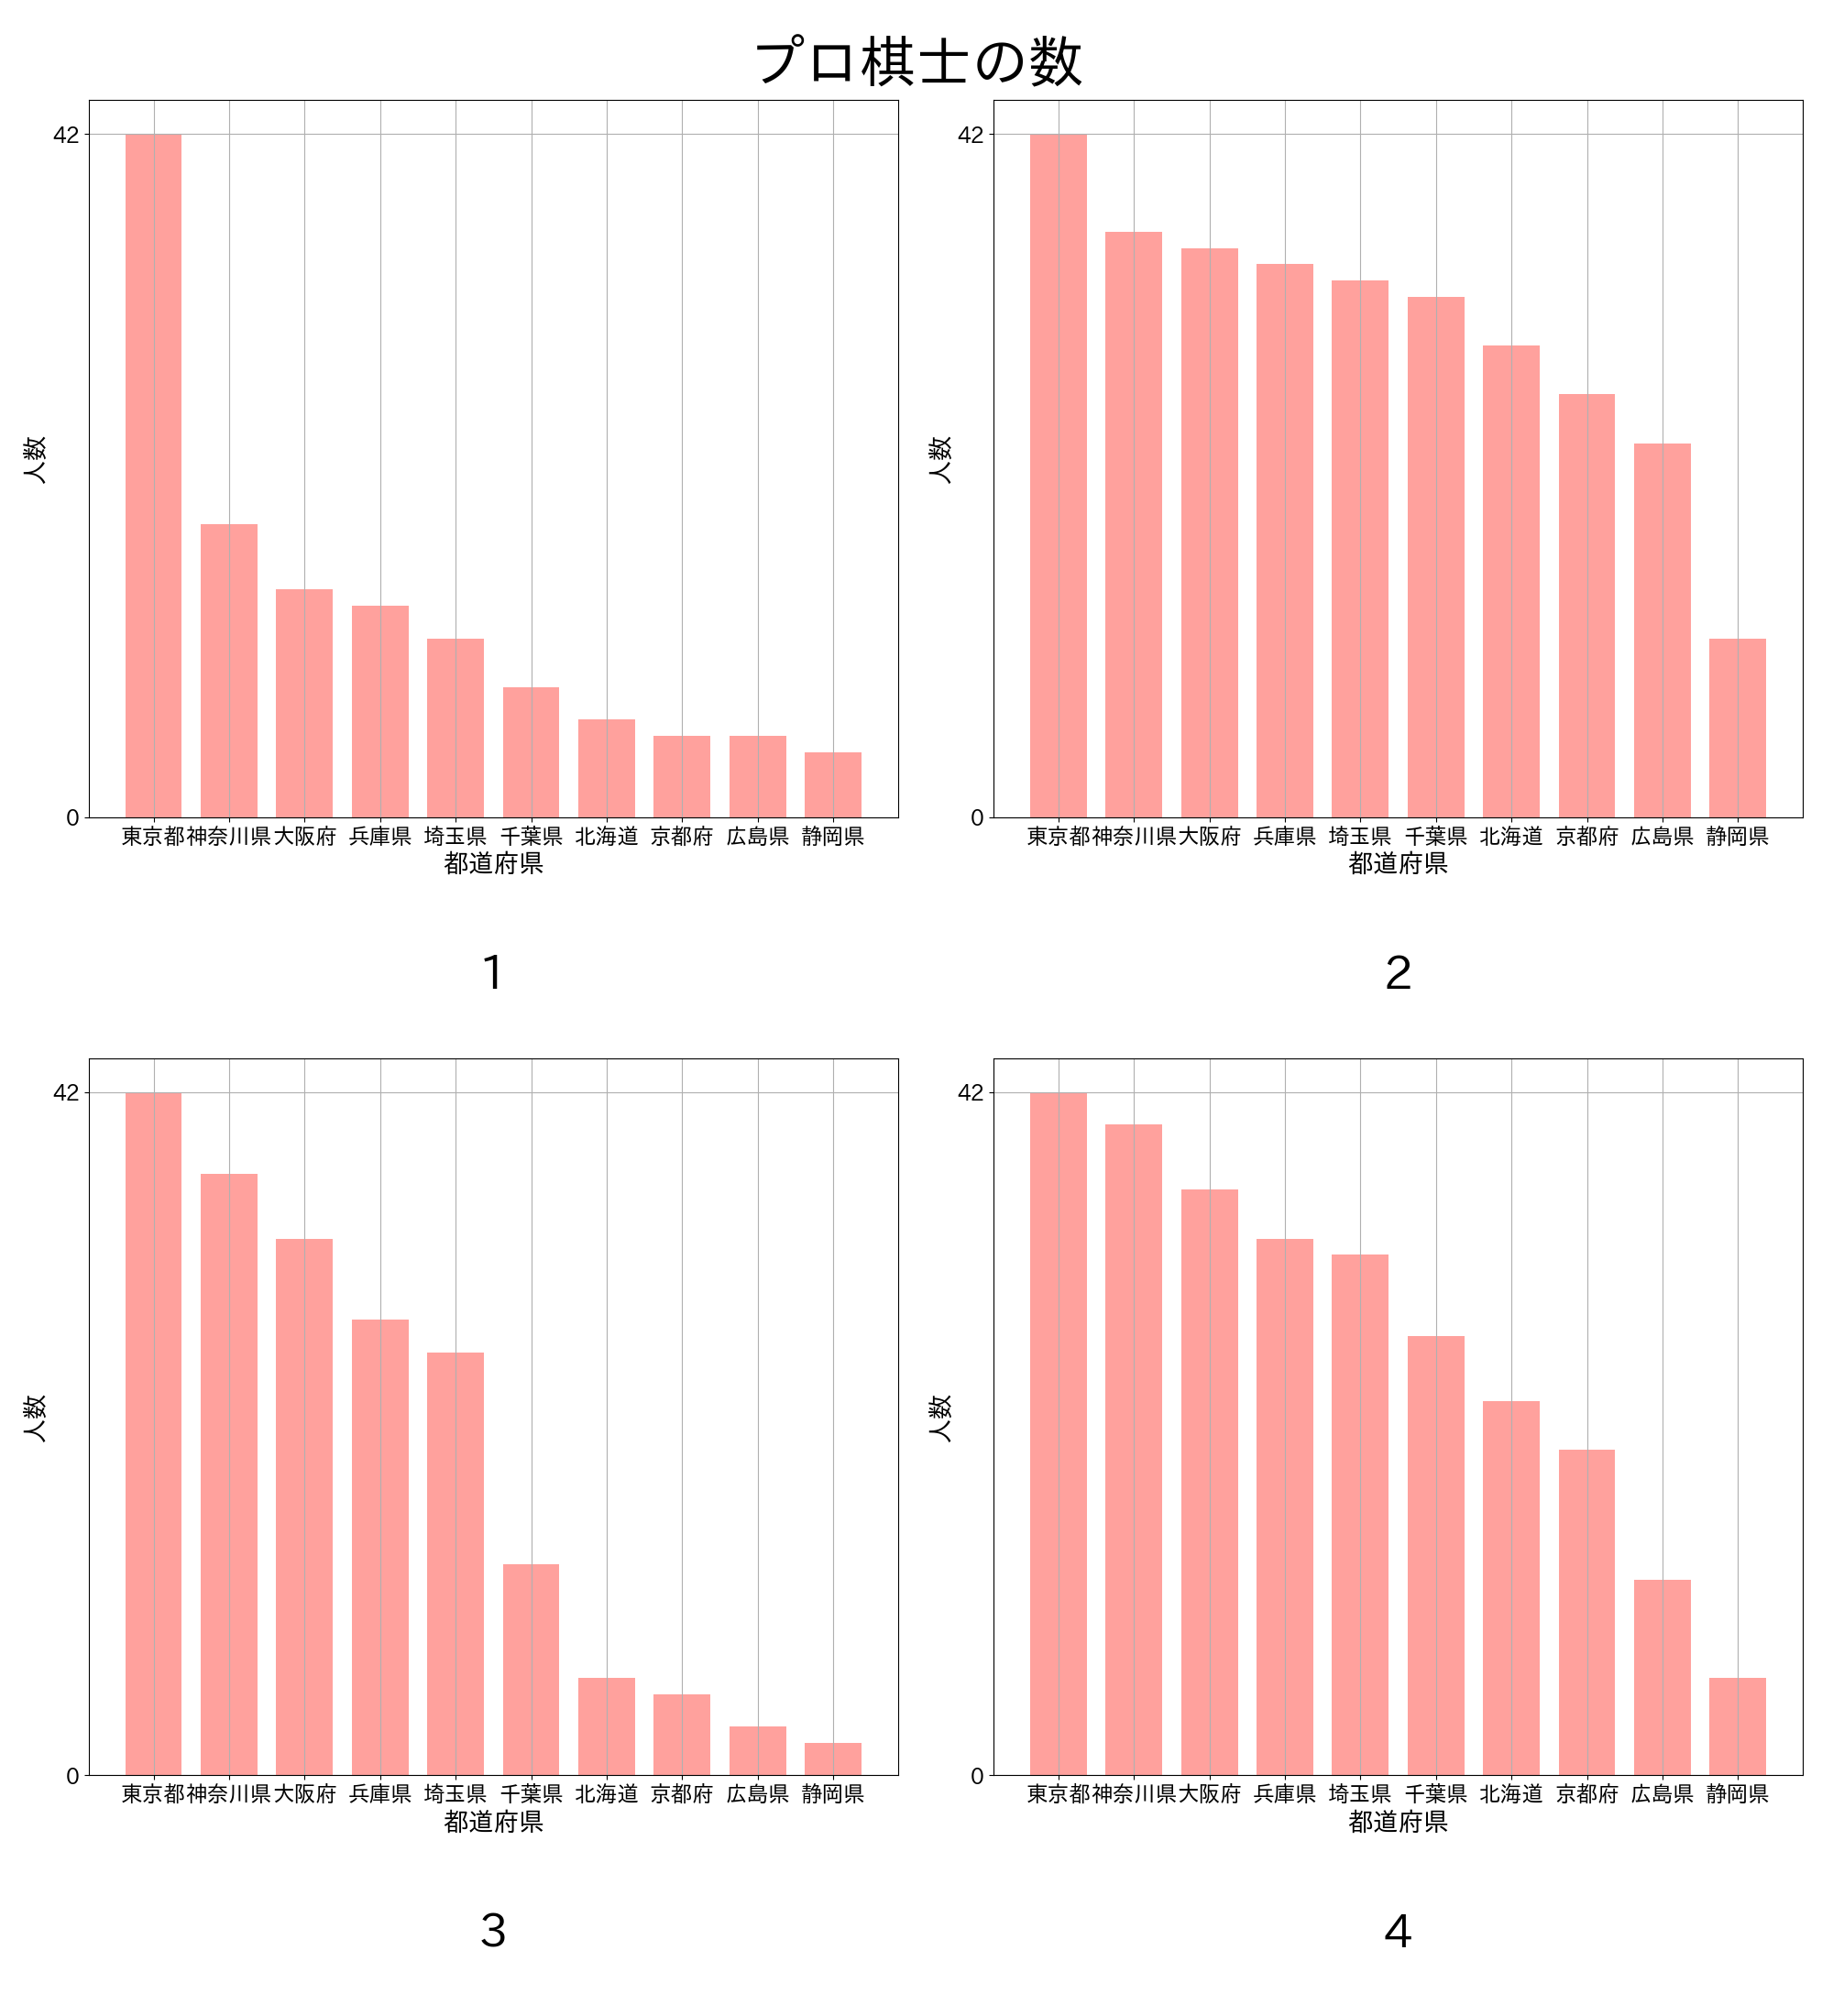 プロ棋士の数
42
0
人数
東京都 神奈川県 大阪府 兵庫県 埼玉県 千葉県 北海道 京都府 広島県 静岡県
都道府県
1
42
0
人数
東京都 神奈川県 大阪府 兵庫県 埼玉県 千葉県 北海道 京都府 広島県 静岡県
都道府県
2
42
0
人数
東京都 神奈川県 大阪府 兵庫県 埼玉県 千葉県 北海道 京都府 広島県 静岡県
都道府県
3
42
0
人数
東京都 神奈川県 大阪府 兵庫県 埼玉県 千葉県 北海道 京都府 広島県 静岡県
都道府県
4